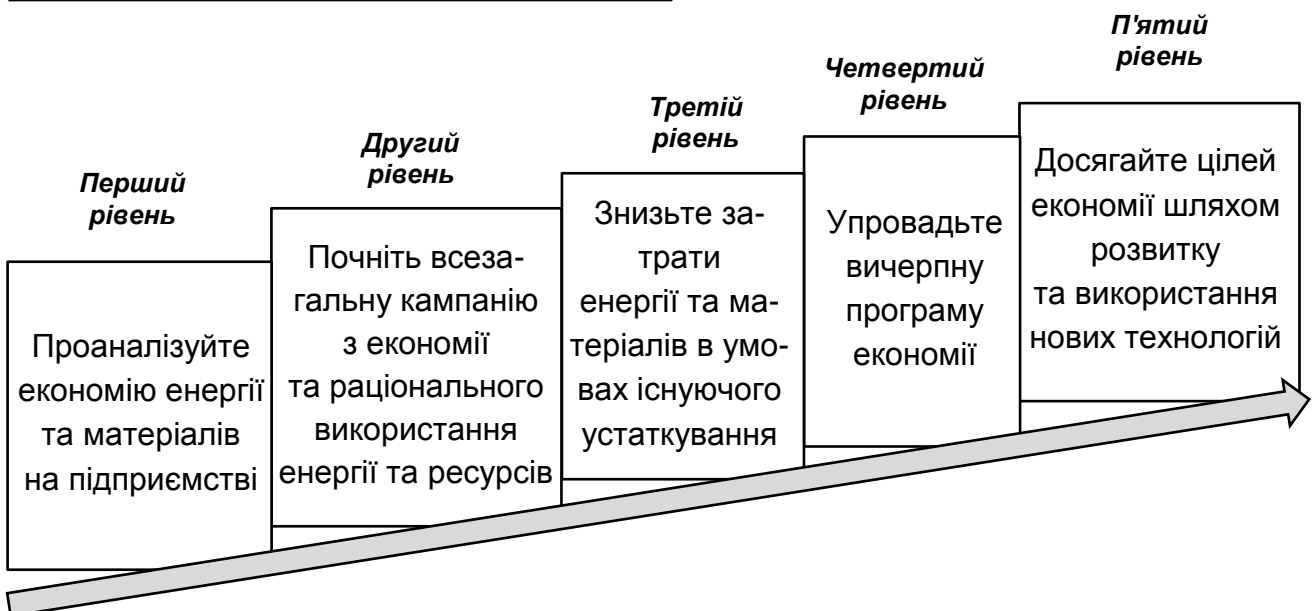 Перший
рівень
Проаналізуйте
економію енергії
та матеріалів
на підприємстві
Другий
рівень
Почніть всеза-
гальну кампанію
з економії
та раціонального
використання
енергії та ресурсів
Третій
рівень
Знизьте за-
трати
енергії та ма-
теріалів в умо-
вах існуючого
устаткування
Четвертий
рівень
Упровадьте
вичерпну
програму
економії
П'ятий
рівень
Досягайте цілей
економії шляхом
розвитку
та використання
нових технологій